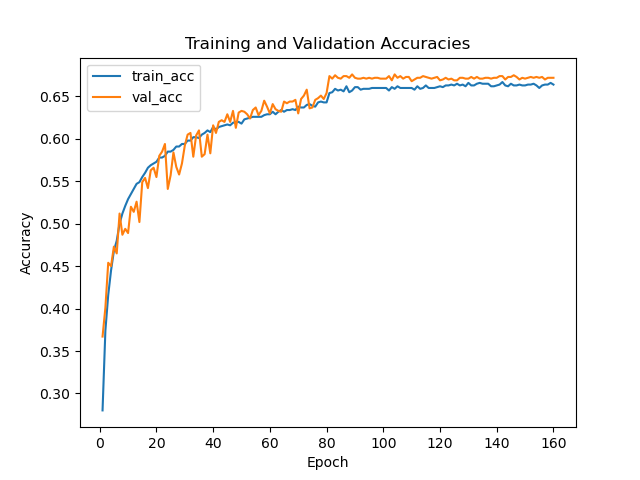 Training and Validation Accuracies
train_acc
val_acc
0.65
0.60
0.55
0.50
0.45
0.40
0.35
0.30
Accuracy
0 20 40 60 80 100 120 140 160
Epoch